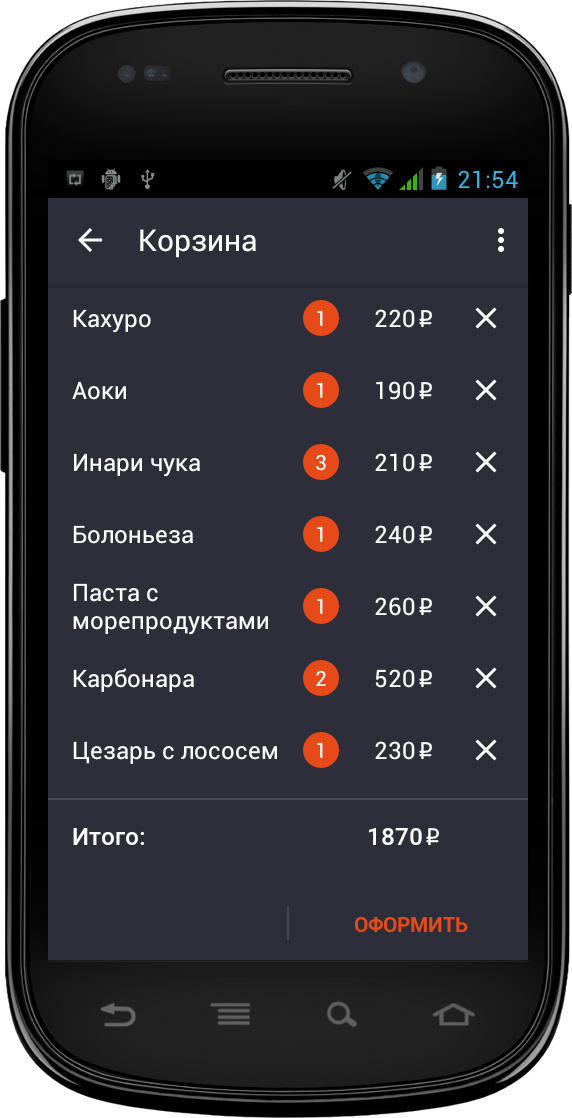 21:54
Корзина
Кахуро 1 220₽
Аоки 1 190₽
Инари чука 3 210₽
Болоньеза 1 240₽
Паста с
морепродуктами 1 260₽
Карбонара 2 520₽
Цезарь с лососем 1 230₽
Итого: 1870₽
ОФОРМИТЬ